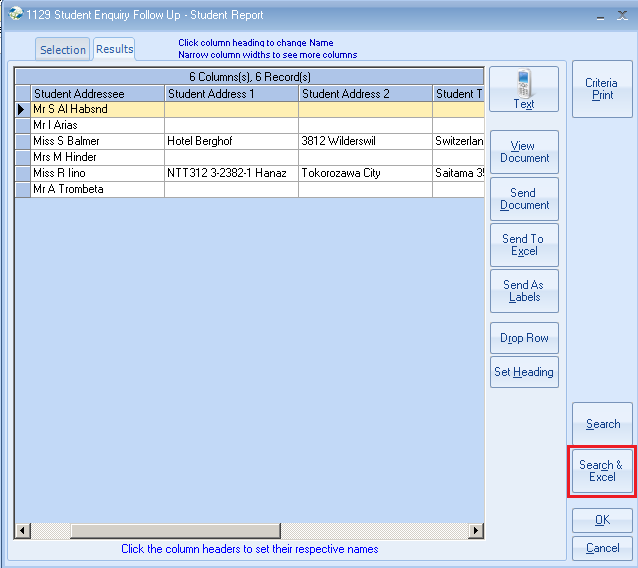 1129 Student Enquiry Follow Up - Student Report
Selection
Results
Click column heading to change Name
Narrow column widths to see more columns
6 Columns(s), 6 Record(s)
Student Addressee Student Address 1 Student Address 2 Student T
Mr S Al Habsnd
Mr I Arias
Miss S Balmer Hotel Berghof 3812 Wilderswil Switzerlan
Mrs M Hinder
Miss R Iino NTT312 3-2382-1 Hanaz Tokorozawa City Saitama 35
Mr A Trombeta
Click the column headers to set their respective names
Text
View
Document
Send
Document
Send To
Excel
Send As
Labels
Drop Row
Set Heading
Criteria
Print
Search
Search &
Excel
OK
Cancel